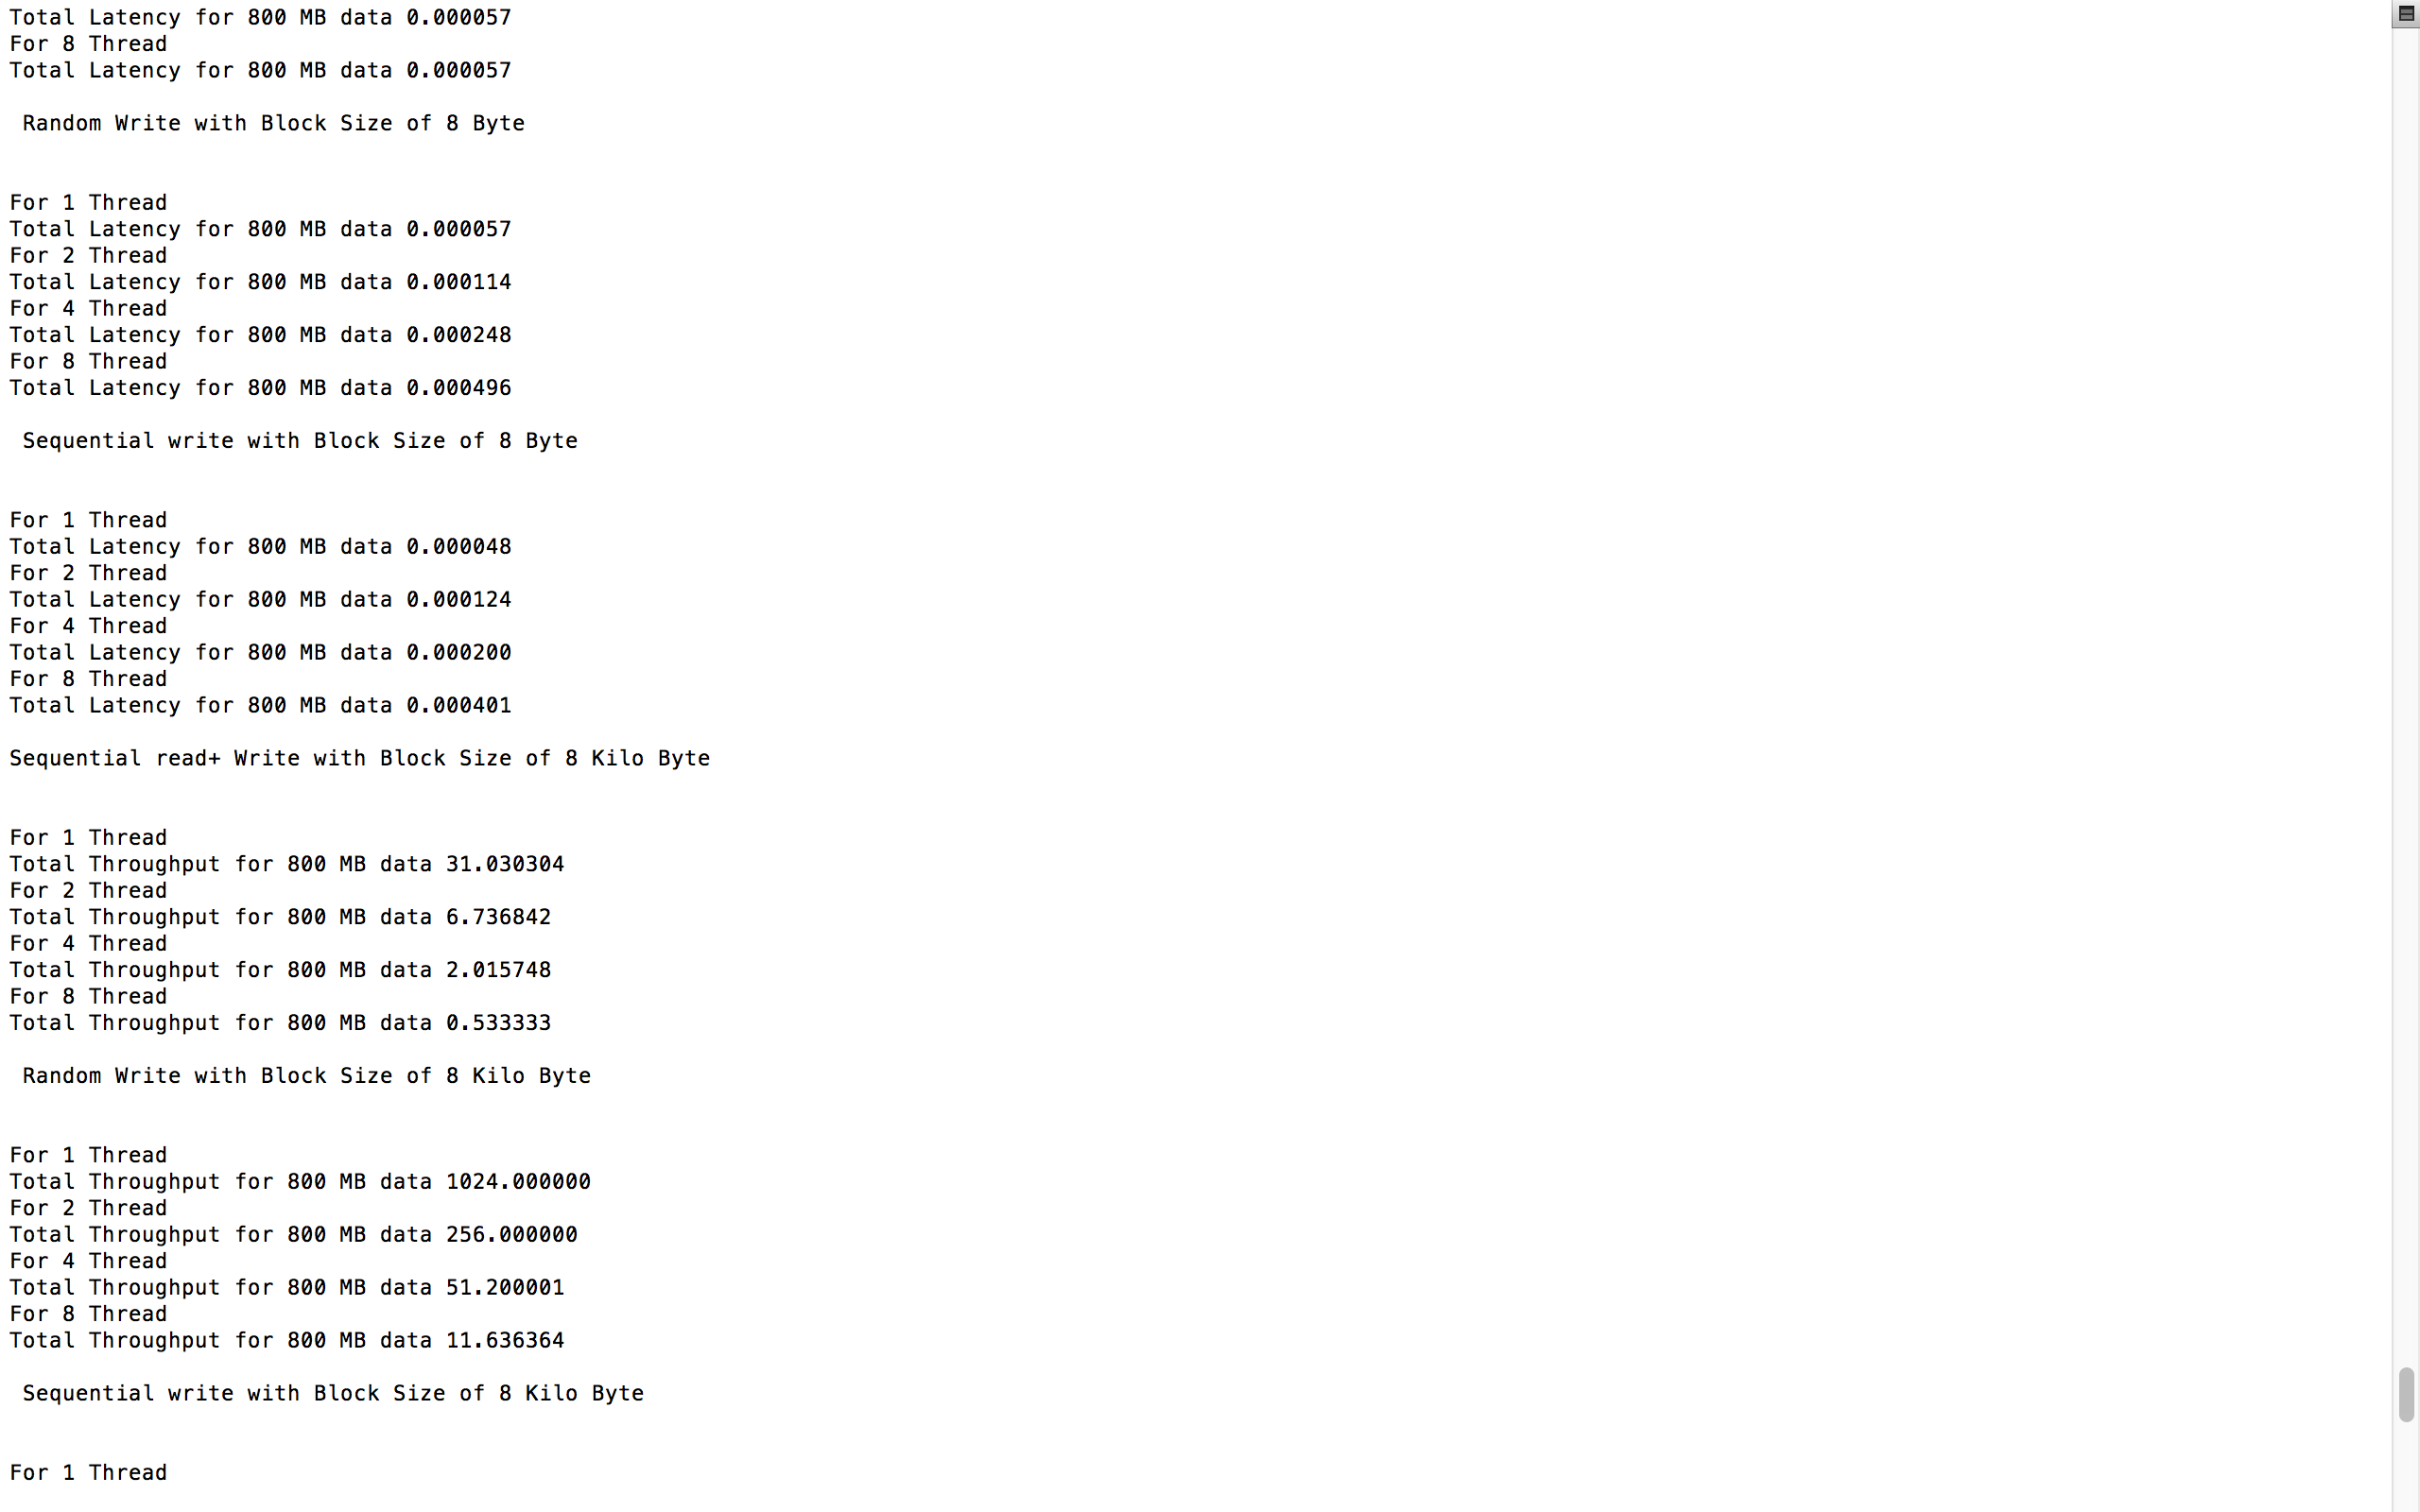 Total Latency for 800 MB data 0.000057
For 8 Thread
Total Latency for 800 MB data 0.000057
Random Write with Block Size of 8 Byte
For 1 Thread
Total Latency for 800 MB data 0.000057
For 2 Thread
Total Latency for 800 MB data 0.000114
For 4 Thread
Total Latency for 800 MB data 0.000248
For 8 Thread
Total Latency for 800 MB data 0.000496
Sequential write with Block Size of 8 Byte
For 1 Thread
Total Latency for 800 MB data 0.000048
For 2 Thread
Total Latency for 800 MB data 0.000124
For 4 Thread
Total Latency for 800 MB data 0.000200
For 8 Thread
Total Latency for 800 MB data 0.000401
Sequential read+ Write with Block Size of 8 Kilo Byte
For 1 Thread
Total Throughput for 800 MB data 31.030304
For 2 Thread
Total Throughput for 800 MB data 6.736842
For 4 Thread
Total Throughput for 800 MB data 2.015748
For 8 Thread
Total Throughput for 800 MB data 0.533333
Random Write with Block Size of 8 Kilo Byte
For 1 Thread
Total Throughput for 800 MB data 1024.000000
For 2 Thread
Total Throughput for 800 MB data 256.000000
For 4 Thread
Total Throughput for 800 MB data 51.200001
For 8 Thread
Total Throughput for 800 MB data 11.636364
Sequential write with Block Size of 8 Kilo Byte
For 1 Thread